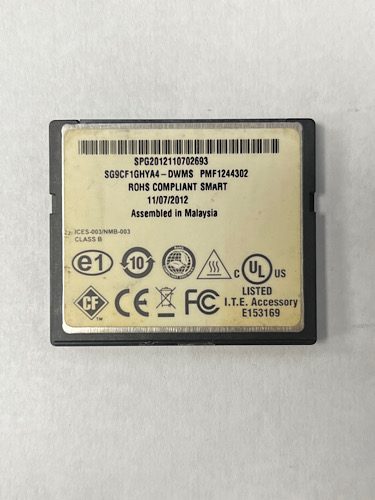 SPG2012110702693
SG9CF1GHYA4-DWMS PMF1244302
ROHS COMPLIANT SMART
11/07/2012
Assembled in Malaysia
ICES-003/NMB-003
CLASS B
e1
10
C UL US
LISTED
I.T.E. Accessory
E153169
CF TM
CE
FC